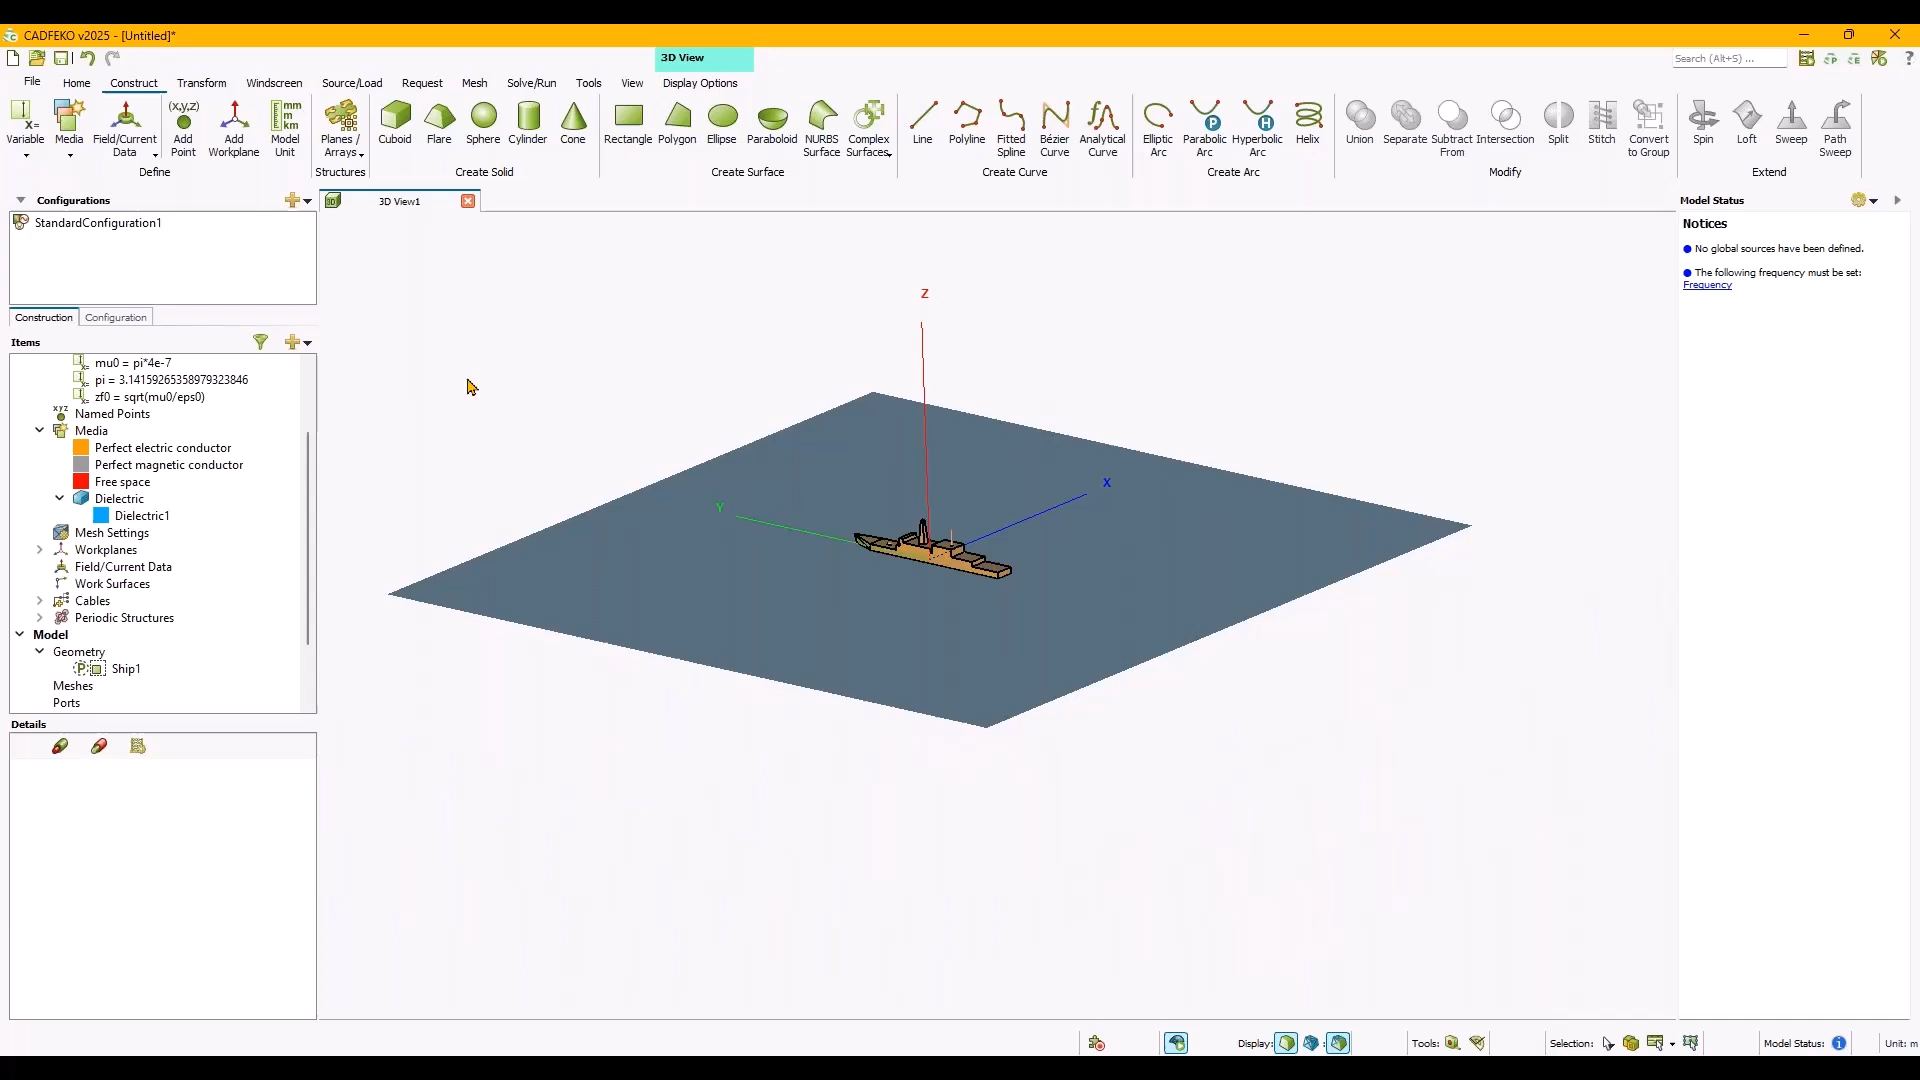 CADFEKO v2025 - [Untitled]*
3D View
Search (Alt+S) ...
File Home Construct Transform Windscreen Source/Load Request Mesh Solve/Run Tools View Display Options
Variable Media Field/Current Data Add Point Add Workplane Model Unit Planes / Arrays Cuboid Flare Sphere Cylinder Cone Rectangle Polygon Ellipse Paraboloid NURBS Surface Complex Surfaces Line Polyline Fitted Spline Bézier Curve Analytical Curve Elliptic Arc Parabolic Arc Hyperbolic Arc Helix Union Separate Subtract From Intersection Split Stitch Convert to Group Spin Loft Sweep Path Sweep
Define Structures Create Solid Create Surface Create Curve Create Arc Modify Extend
Configurations
StandardConfiguration1
Construction Configuration
Items
mu0 = pi*4e-7
pi = 3.14159265358979323846
zf0 = sqrt(mu0/eps0)
Named Points
Media
Perfect electric conductor
Perfect magnetic conductor
Free space
Dielectric
Dielectric1
Mesh Settings
Workplanes
Field/Current Data
Work Surfaces
Cables
Periodic Structures
Model
Geometry
Ship1
Meshes
Ports
Details
3D View1
Z
X
Y
Model Status
Notices
No global sources have been defined.
The following frequency must be set:
Frequency
Display: Tools: Selection: Model Status: Unit: m